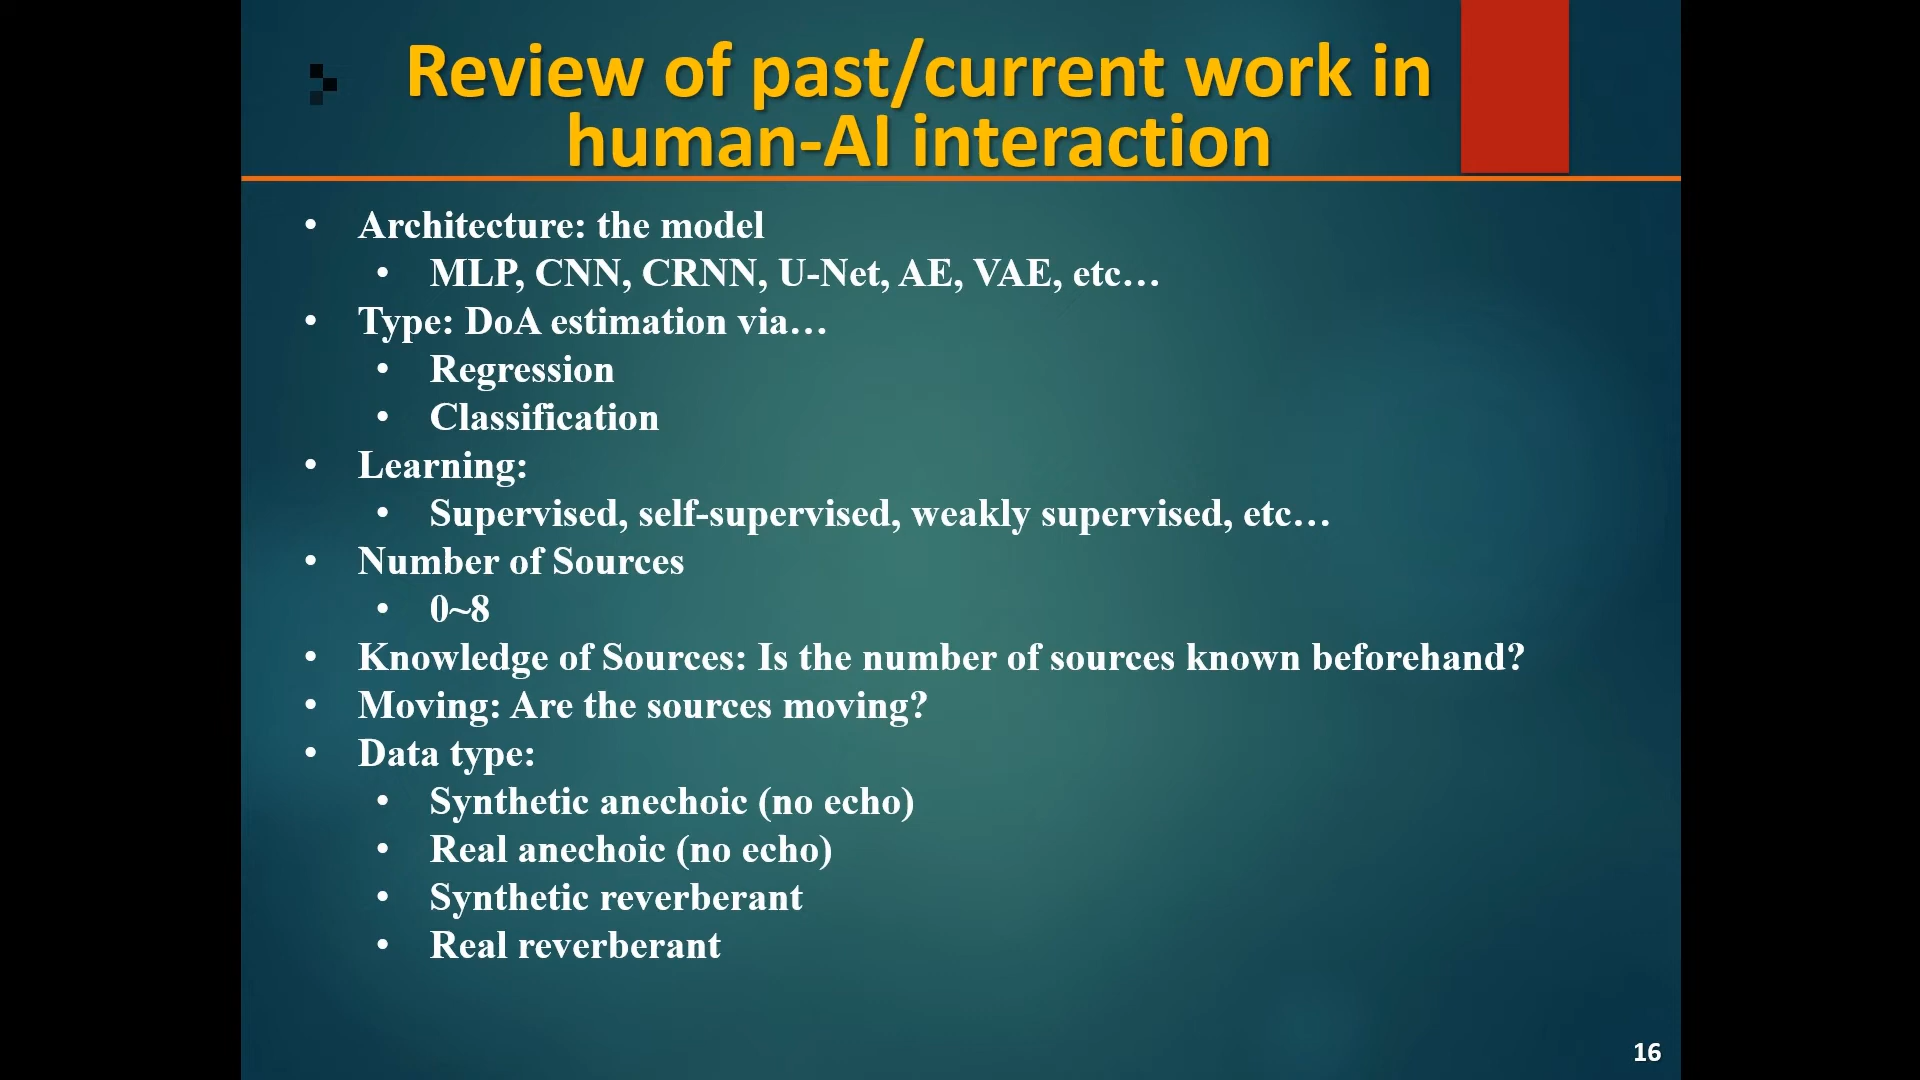 Review of past/current work in
human-AI interaction
• Architecture: the model
• MLP, CNN, CRNN, U-Net, AE, VAE, etc…
• Type: DoA estimation via…
• Regression
• Classification
• Learning:
• Supervised, self-supervised, weakly supervised, etc…
• Number of Sources
• 0~8
• Knowledge of Sources: Is the number of sources known beforehand?
• Moving: Are the sources moving?
• Data type:
• Synthetic anechoic (no echo)
• Real anechoic (no echo)
• Synthetic reverberant
• Real reverberant
16